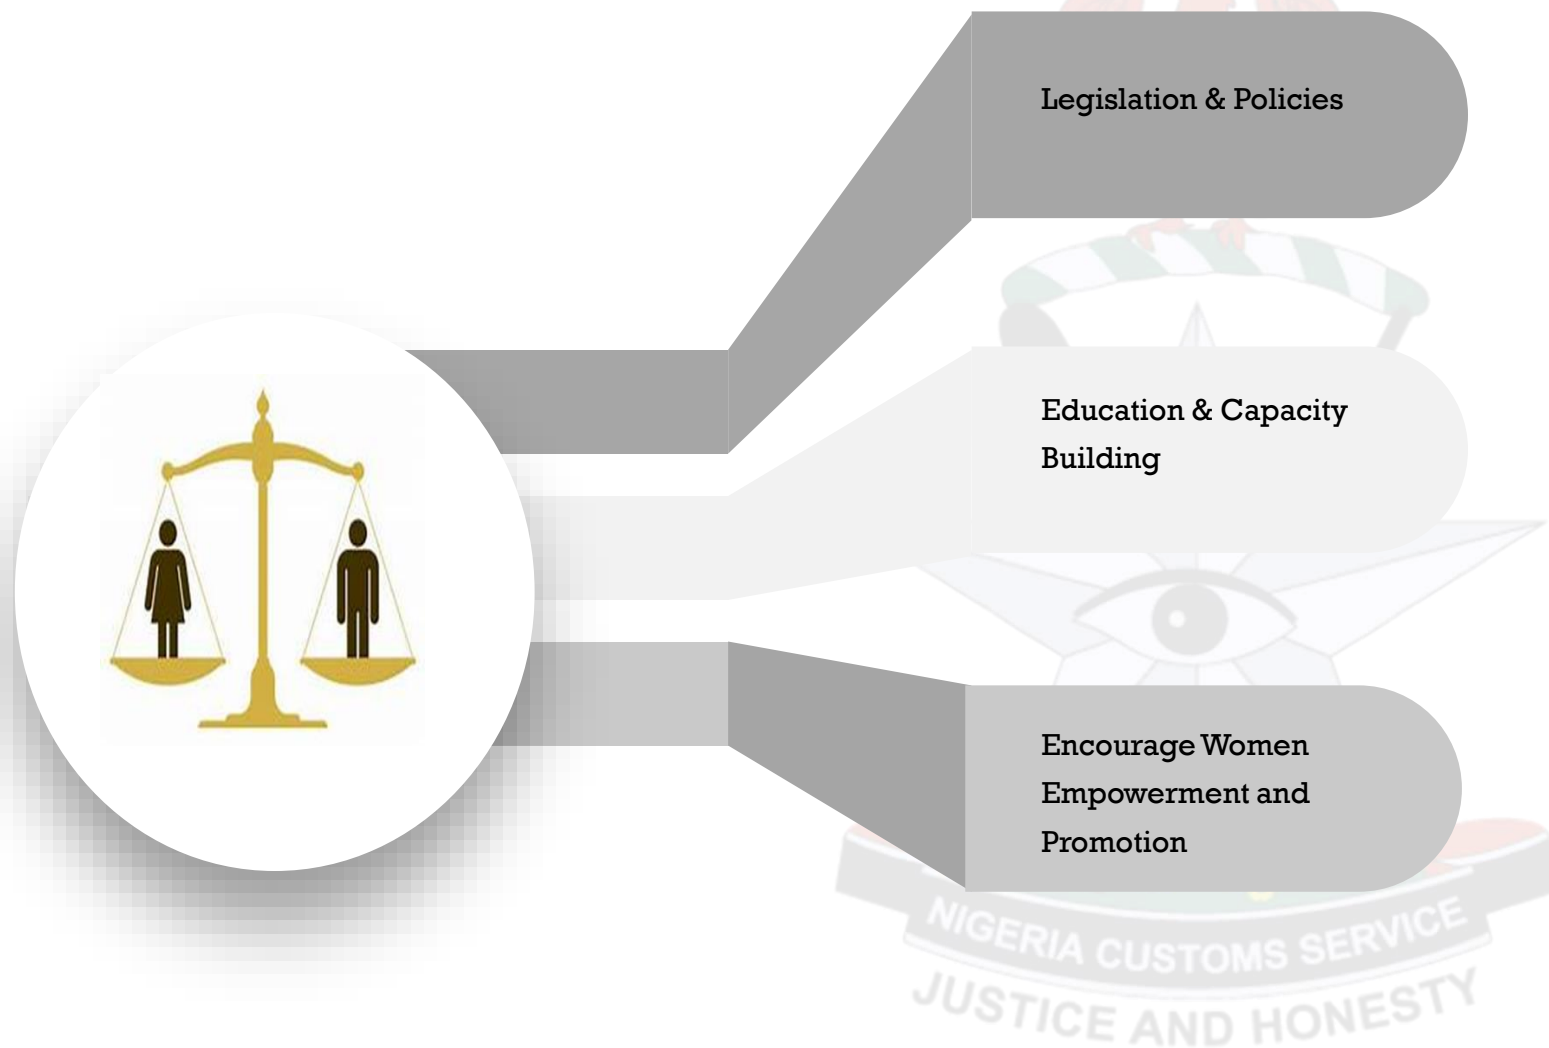 Legislation & Policies
Education & Capacity
Building
Encourage Women
Empowerment and
Promotion
NIGERIA CUSTOMS SERVICE
JUSTICE AND HONESTY